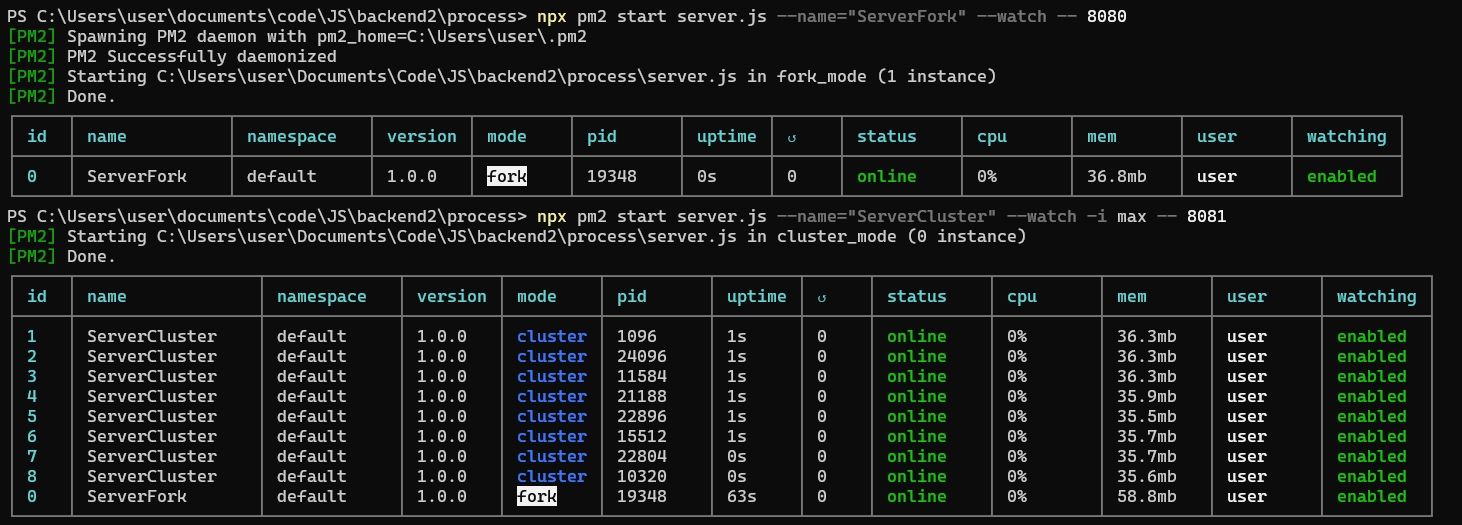 PS C:\Users\user\documents\code\JS\backend2\process> npx pm2 start server.js --name="ServerFork" --watch -- 8080
[PM2] Spawning PM2 daemon with pm2_home=C:\Users\user\.pm2
[PM2] PM2 Successfully daemonized
[PM2] Starting C:\Users\user\Documents\Code\JS\backend2\process\server.js in fork_mode (1 instance)
[PM2] Done.
id name namespace version mode pid uptime ↺ status cpu mem user watching
0 ServerFork default 1.0.0 fork 19348 0s 0 online 0% 36.8mb user enabled
PS C:\Users\user\documents\code\JS\backend2\process> npx pm2 start server.js --name="ServerCluster" --watch -i max -- 8081
[PM2] Starting C:\Users\user\Documents\Code\JS\backend2\process\server.js in cluster_mode (0 instance)
[PM2] Done.
id name namespace version mode pid uptime ↺ status cpu mem user watching
1 ServerCluster default 1.0.0 cluster 1096 1s 0 online 0% 36.3mb user enabled
2 ServerCluster default 1.0.0 cluster 24096 1s 0 online 0% 36.3mb user enabled
3 ServerCluster default 1.0.0 cluster 11584 1s 0 online 0% 36.3mb user enabled
4 ServerCluster default 1.0.0 cluster 21188 1s 0 online 0% 35.9mb user enabled
5 ServerCluster default 1.0.0 cluster 22896 1s 0 online 0% 35.5mb user enabled
6 ServerCluster default 1.0.0 cluster 15512 1s 0 online 0% 35.7mb user enabled
7 ServerCluster default 1.0.0 cluster 22804 0s 0 online 0% 35.7mb user enabled
8 ServerCluster default 1.0.0 cluster 10320 0s 0 online 0% 35.6mb user enabled
0 ServerFork default 1.0.0 fork 19348 63s 0 online 0% 58.8mb user enabled